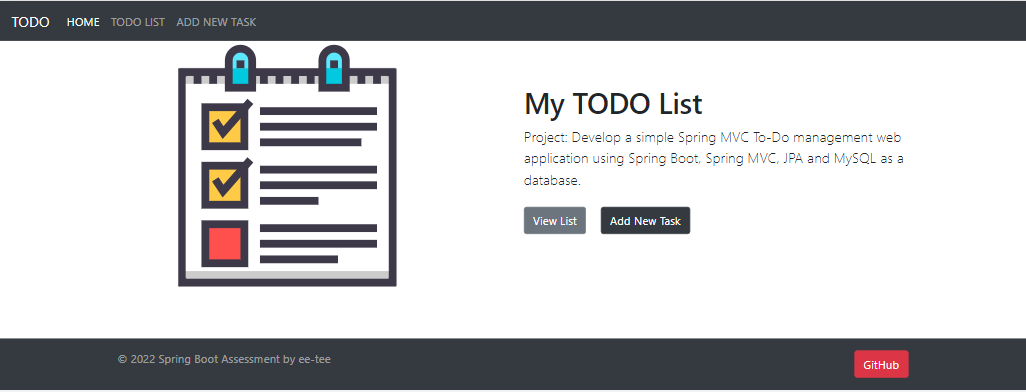 TODO HOME TODO LIST ADD NEW TASK
My TODO List
Project: Develop a simple Spring MVC To-Do management web
application using Spring Boot, Spring MVC, JPA and MySQL as a
database.
View List Add New Task
© 2022 Spring Boot Assessment by ee-tee
GitHub